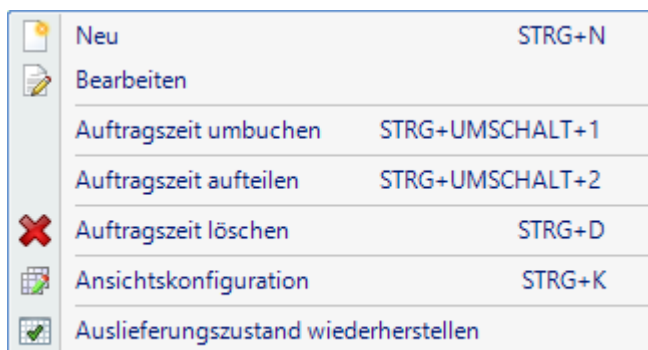 Neu STRG+N
Bearbeiten
Auftragszeit umbuchen STRG+UMSCHALT+1
Auftragszeit aufteilen STRG+UMSCHALT+2
Auftragszeit löschen STRG+D
Ansichtskonfiguration STRG+K
Auslieferungszustand wiederherstellen